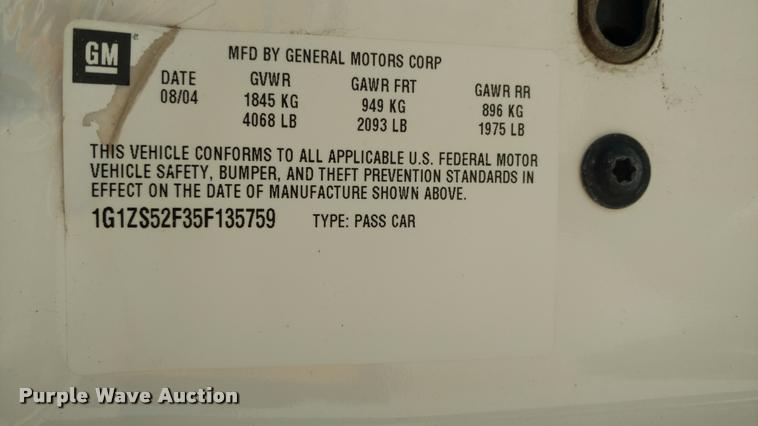 GM
MFD BY GENERAL MOTORS CORP
DATE GVWR GAWR FRT GAWR RR
08/04 1845 KG 949 KG 896 KG
4068 LB 2093 LB 1975 LB
THIS VEHICLE CONFORMS TO ALL APPLICABLE U.S. FEDERAL MOTOR
VEHICLE SAFETY, BUMPER, AND THEFT PREVENTION STANDARDS IN
EFFECT ON THE DATE OF MANUFACTURE SHOWN ABOVE.
1G1ZS52F35F135759 TYPE: PASS CAR
Purple Wave Auction